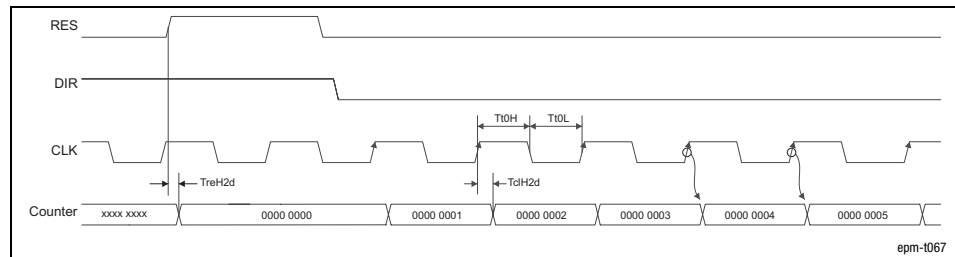 RES
DIR
Tt0H Tt0L
CLK
TreH2d TclH2d
Counter xxxx xxxx 0000 0000 0000 0001 0000 0002 0000 0003 0000 0004 0000 0005
epm-t067